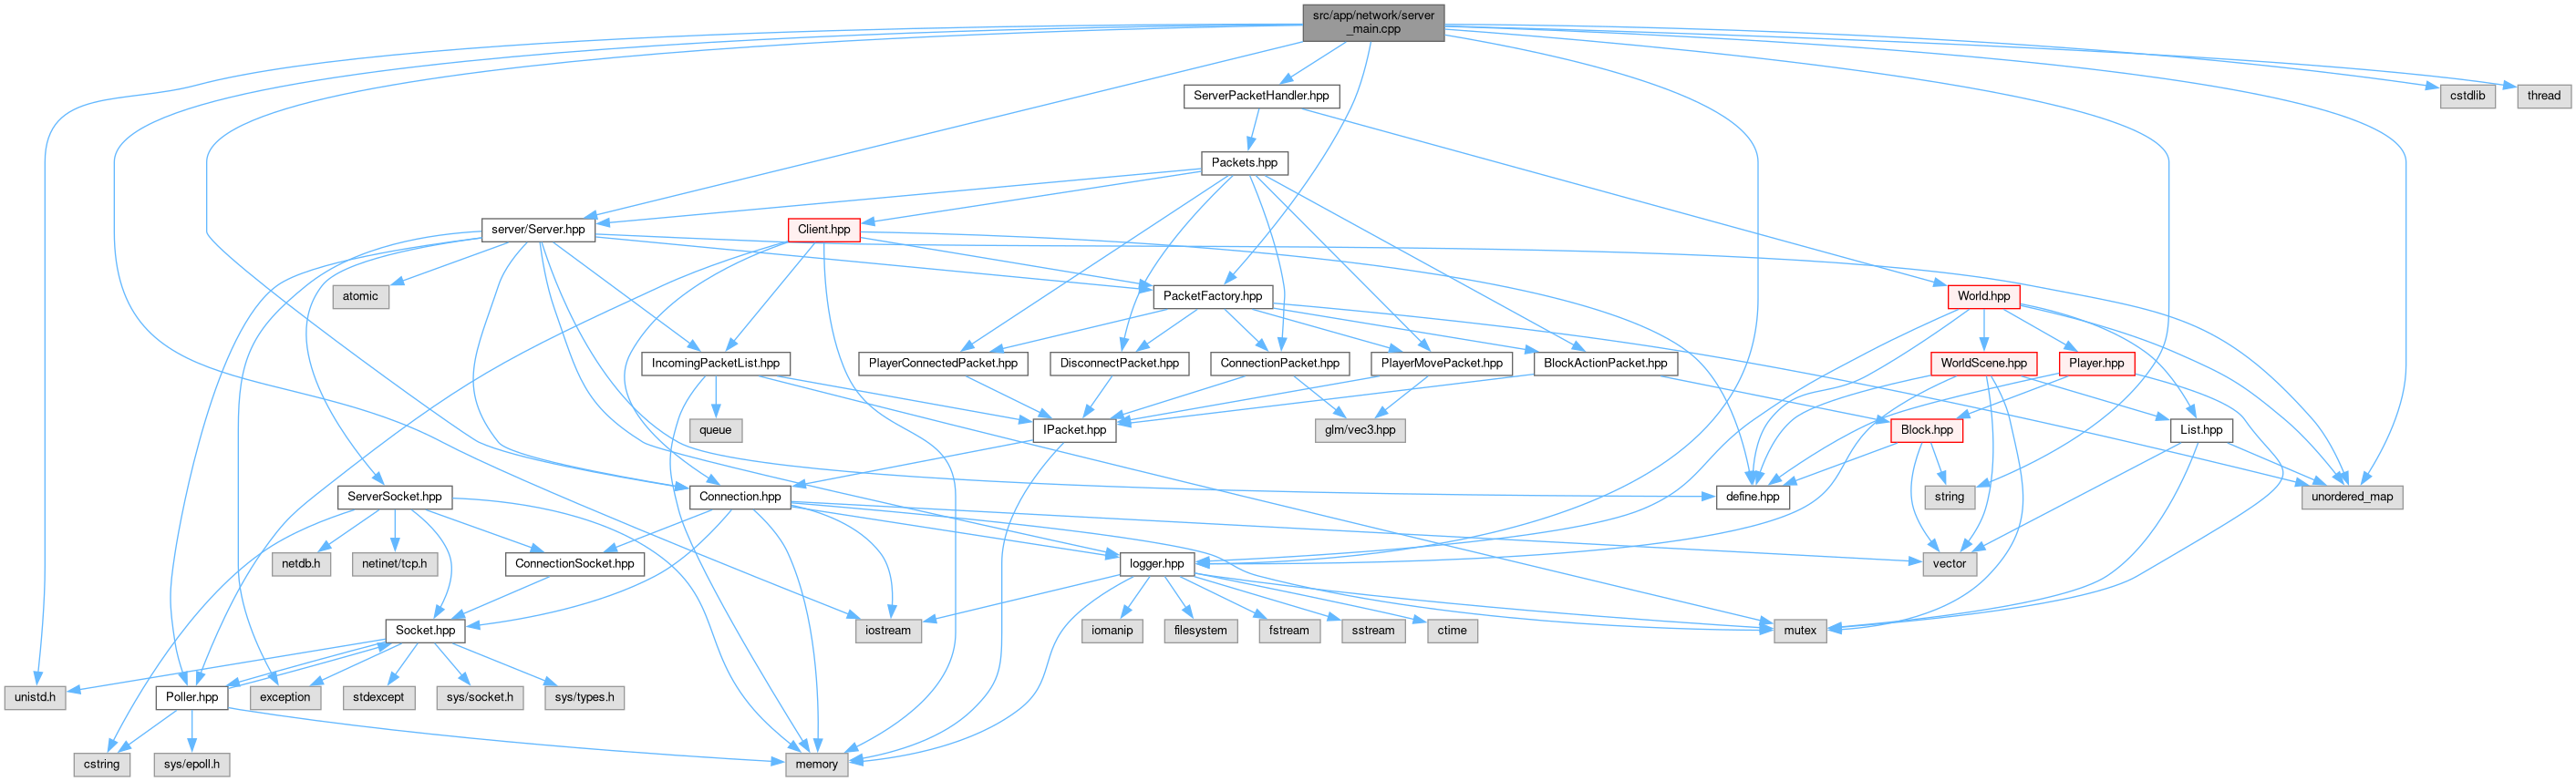 src/app/network/server
_main.cpp
ServerPacketHandler.hpp
cstdlib
thread
Packets.hpp
server/Server.hpp
Client.hpp
atomic
PacketFactory.hpp
World.hpp
IncomingPacketList.hpp
PlayerConnectedPacket.hpp
DisconnectPacket.hpp
ConnectionPacket.hpp
PlayerMovePacket.hpp
BlockActionPacket.hpp
WorldScene.hpp
Player.hpp
queue
IPacket.hpp
glm/vec3.hpp
Block.hpp
List.hpp
ServerSocket.hpp
Connection.hpp
define.hpp
string
unordered_map
netdb.h
netinet/tcp.h
ConnectionSocket.hpp
logger.hpp
vector
Socket.hpp
iostream
iomanip
filesystem
fstream
sstream
ctime
mutex
unistd.h
Poller.hpp
exception
stdexcept
sys/socket.h
sys/types.h
cstring
sys/epoll.h
memory